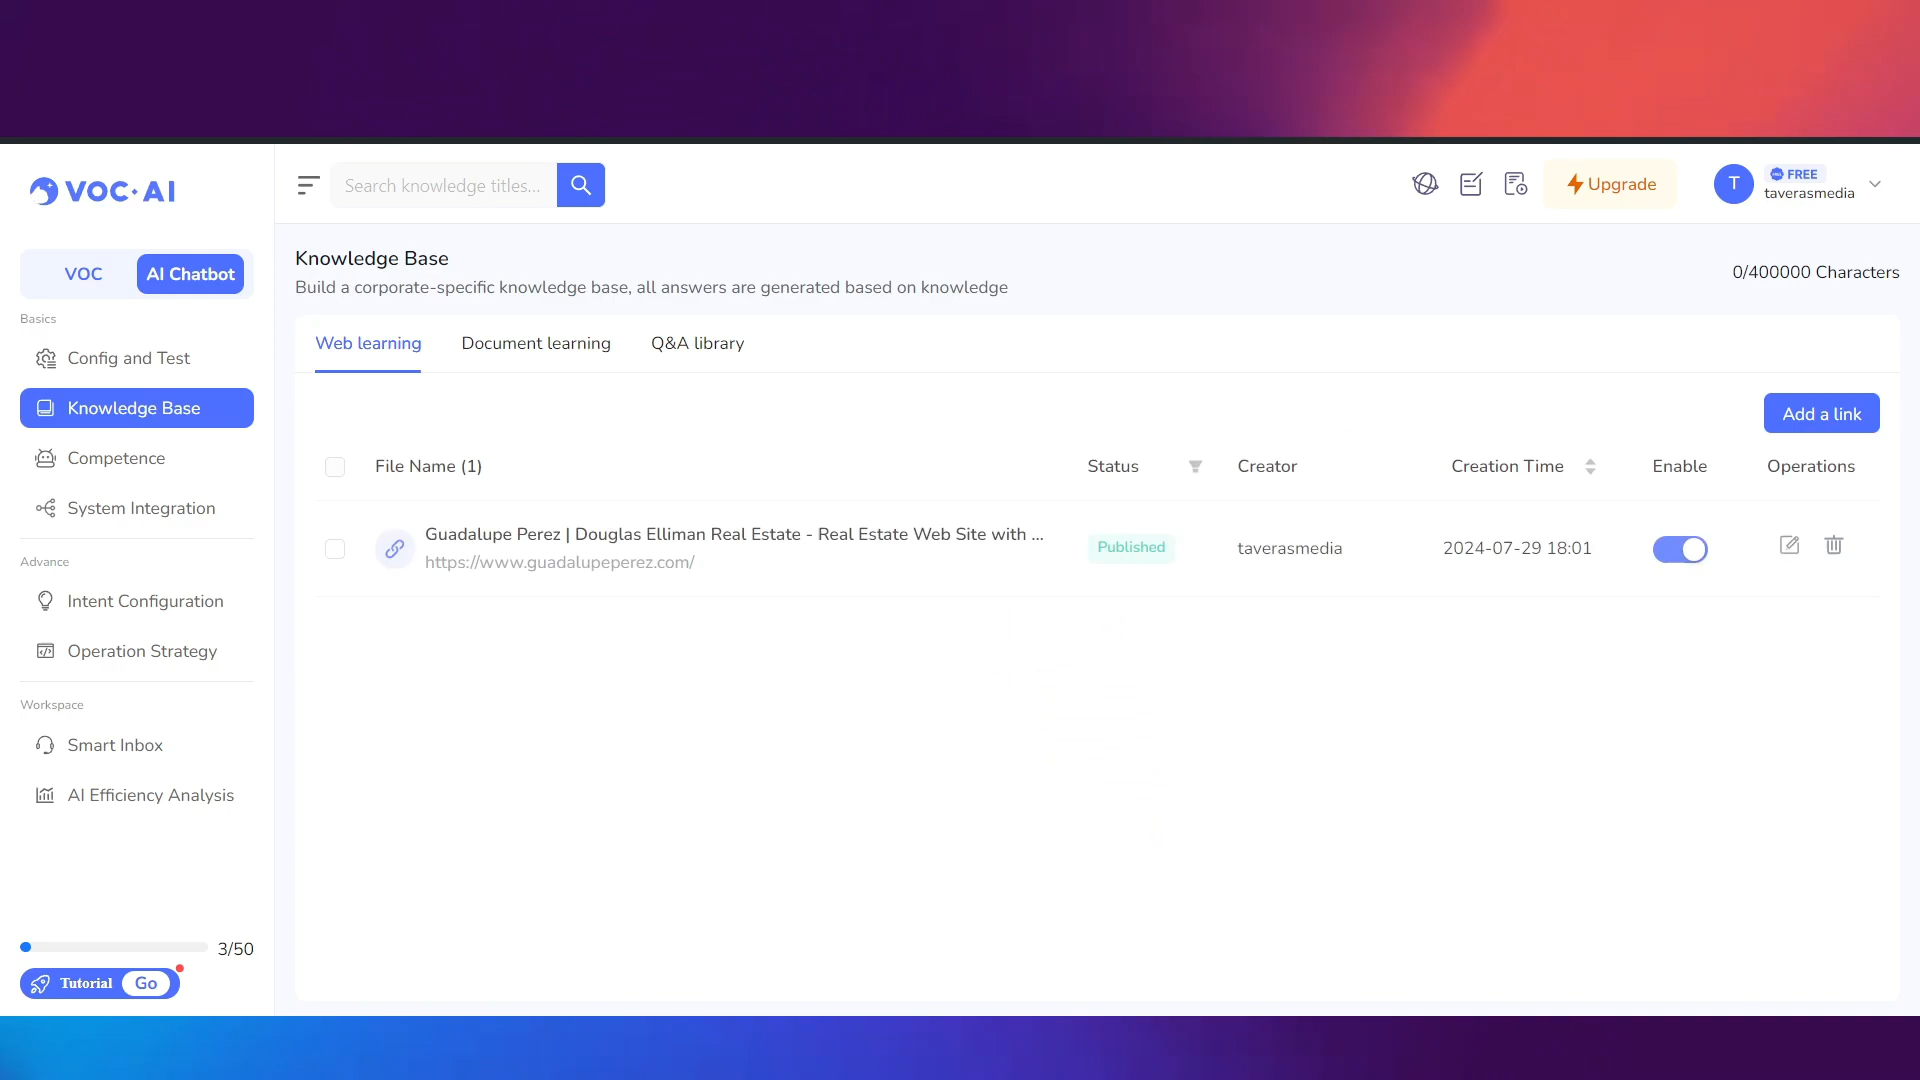 VOC·AI
Search knowledge titles...
Upgrade
T
FREE
taverasmedia
VOC
AI Chatbot
Basics
Config and Test
Knowledge Base
Competence
System Integration
Advance
Intent Configuration
Operation Strategy
Workspace
Smart Inbox
AI Efficiency Analysis
3/50
Tutorial Go
Knowledge Base
Build a corporate-specific knowledge base, all answers are generated based on knowledge
0/400000 Characters
Web learning Document learning Q&A library
Add a link
File Name (1) Status Creator Creation Time Enable Operations
Guadalupe Perez | Douglas Elliman Real Estate - Real Estate Web Site with ...
https://www.guadalupeperez.com/
Published taverasmedia 2024-07-29 18:01